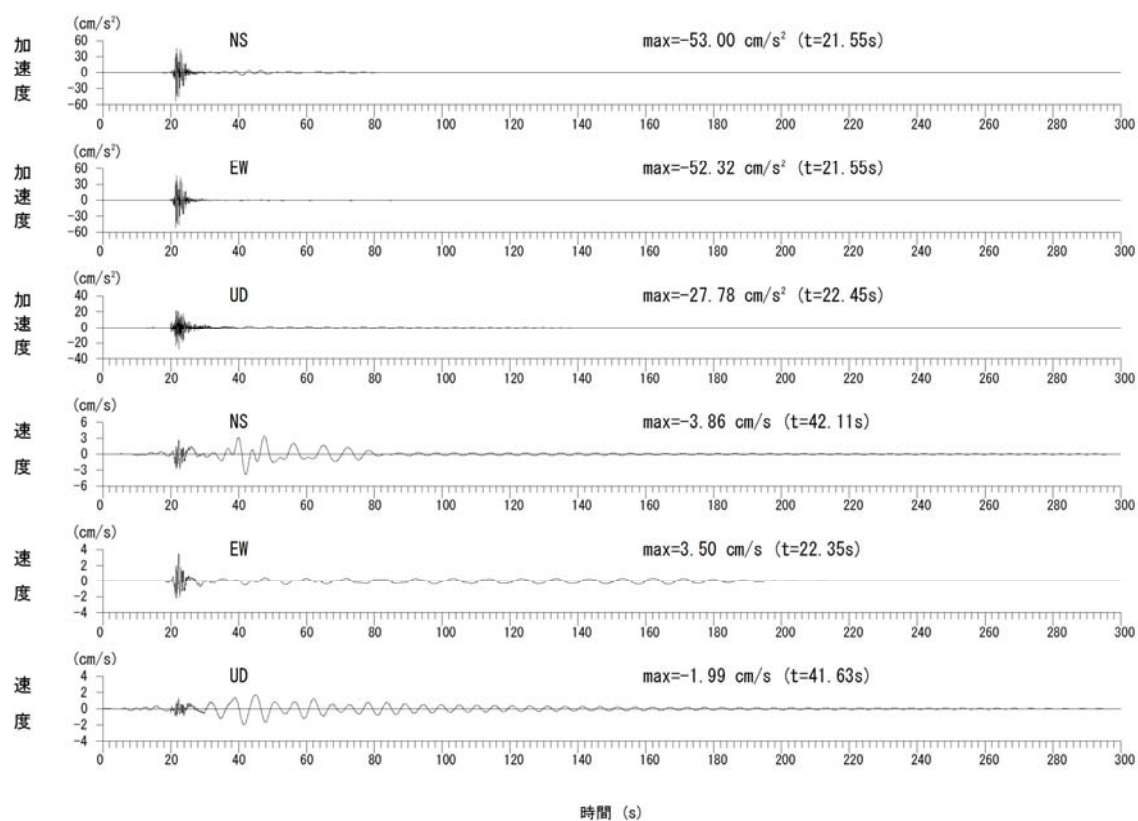 (cm/s²)
加速度
NS
max=-53.00 cm/s² (t=21.55s)
60
30
0
-30
-60
0 20 40 60 80 100 120 140 160 180 200 220 240 260 280 300
(cm/s²)
加速度
EW
max=-52.32 cm/s² (t=21.55s)
60
30
0
-30
-60
0 20 40 60 80 100 120 140 160 180 200 220 240 260 280 300
(cm/s²)
加速度
UD
max=-27.78 cm/s² (t=22.45s)
40
20
0
-20
-40
0 20 40 60 80 100 120 140 160 180 200 220 240 260 280 300
(cm/s)
速度
NS
max=-3.86 cm/s (t=42.11s)
6
3
0
-3
-6
0 20 40 60 80 100 120 140 160 180 200 220 240 260 280 300
(cm/s)
速度
EW
max=3.50 cm/s (t=22.35s)
4
2
0
-2
-4
0 20 40 60 80 100 120 140 160 180 200 220 240 260 280 300
(cm/s)
速度
UD
max=-1.99 cm/s (t=41.63s)
4
2
0
-2
-4
0 20 40 60 80 100 120 140 160 180 200 220 240 260 280 300
時間 (s)